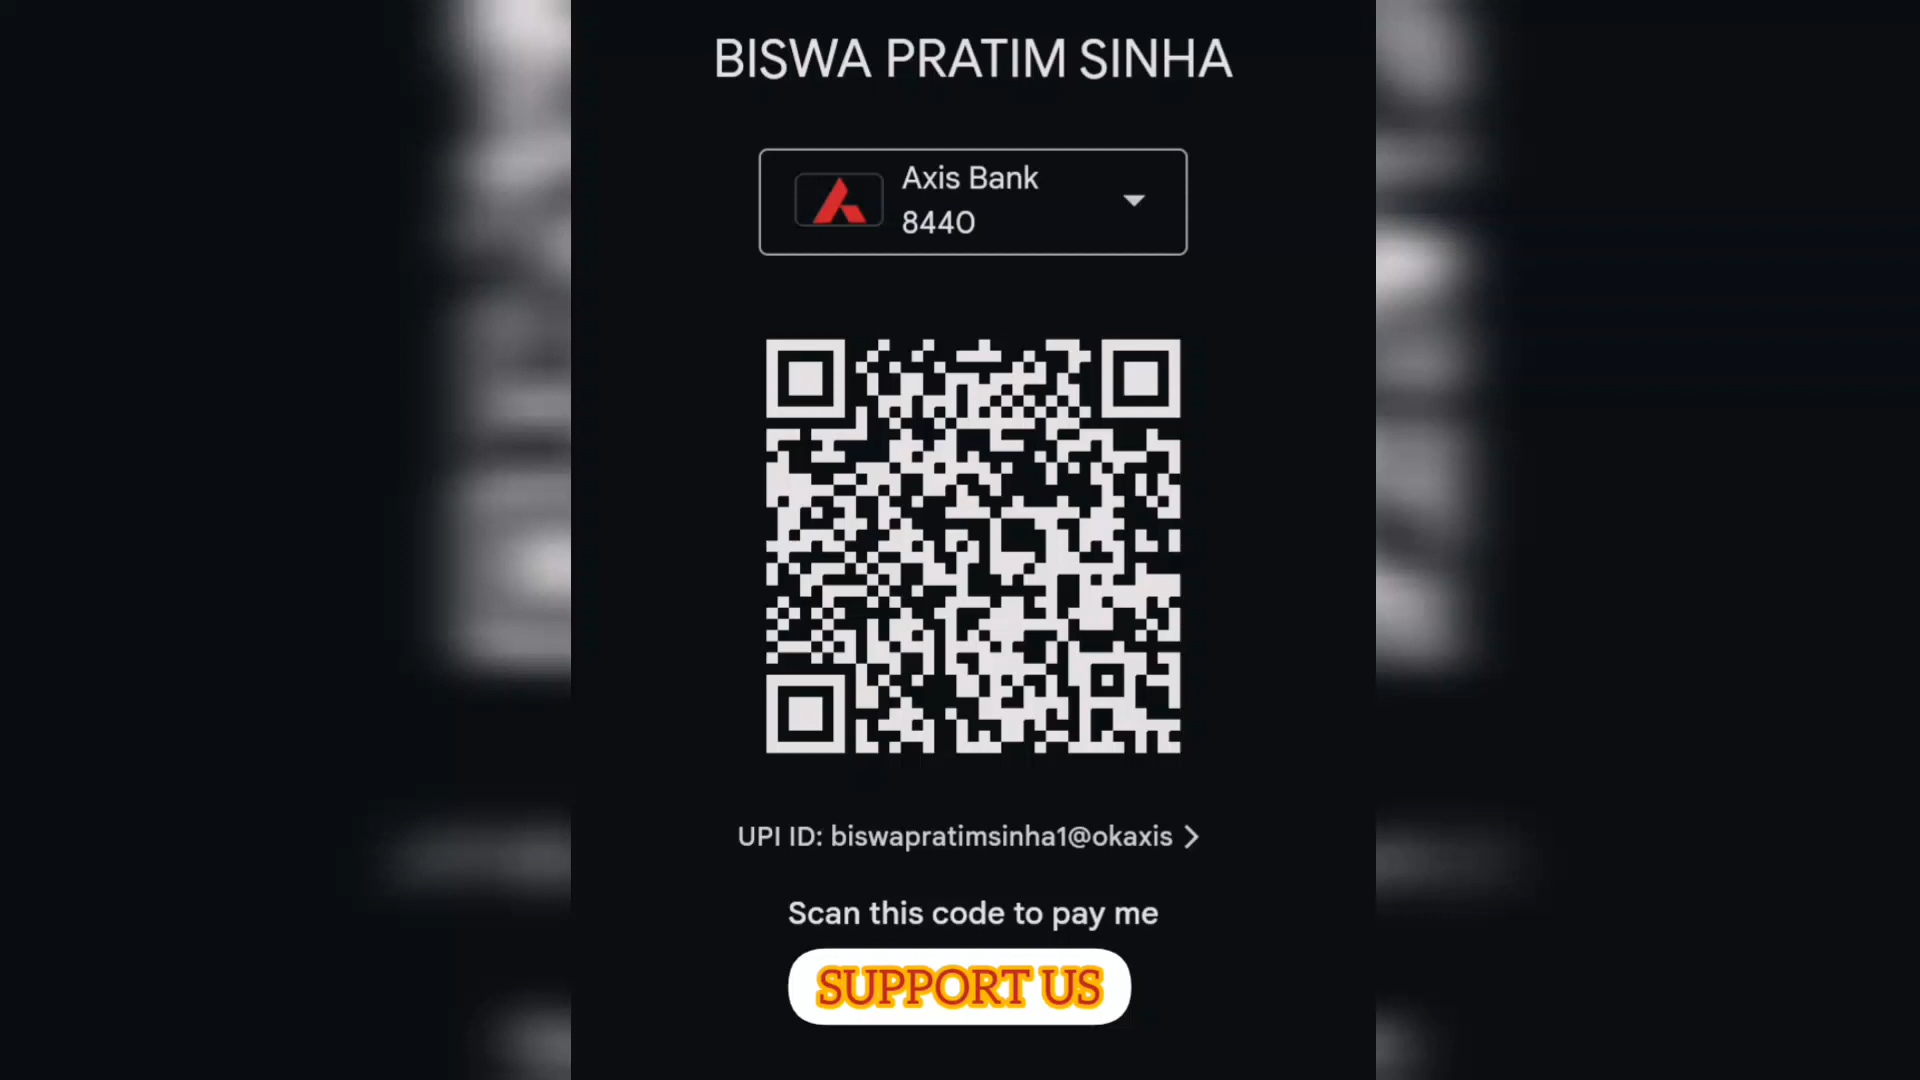 BISWA PRATIM SINHA
Axis Bank
8440
UPI ID: biswapratimsinha1@okaxis
Scan this code to pay me
SUPPORT US